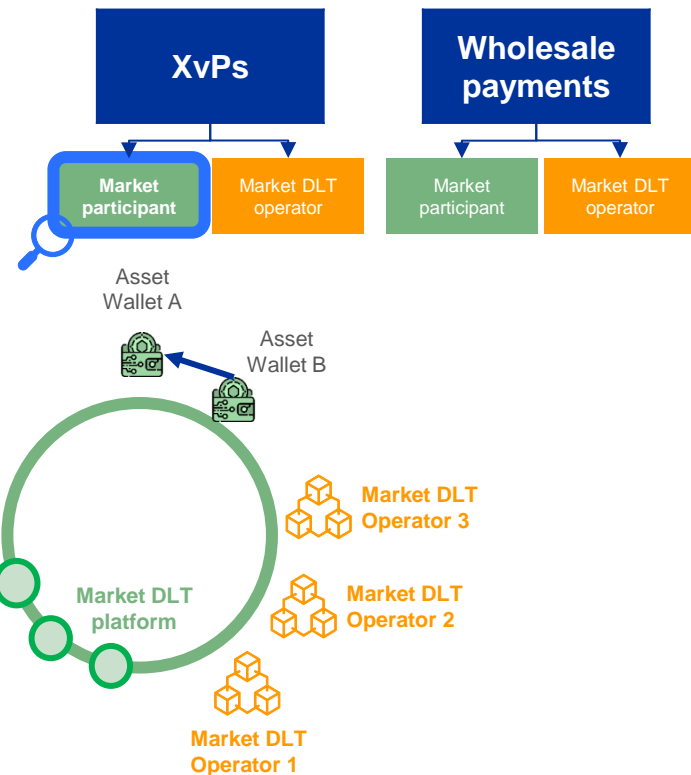 XvPs
Wholesale
payments
Market
participant
Market DLT
operator
Market
participant
Market DLT
operator
Asset
Wallet A
Asset
Wallet B
Market DLT
Operator 3
Market DLT
Operator 2
Market DLT
platform
Market DLT
Operator 1